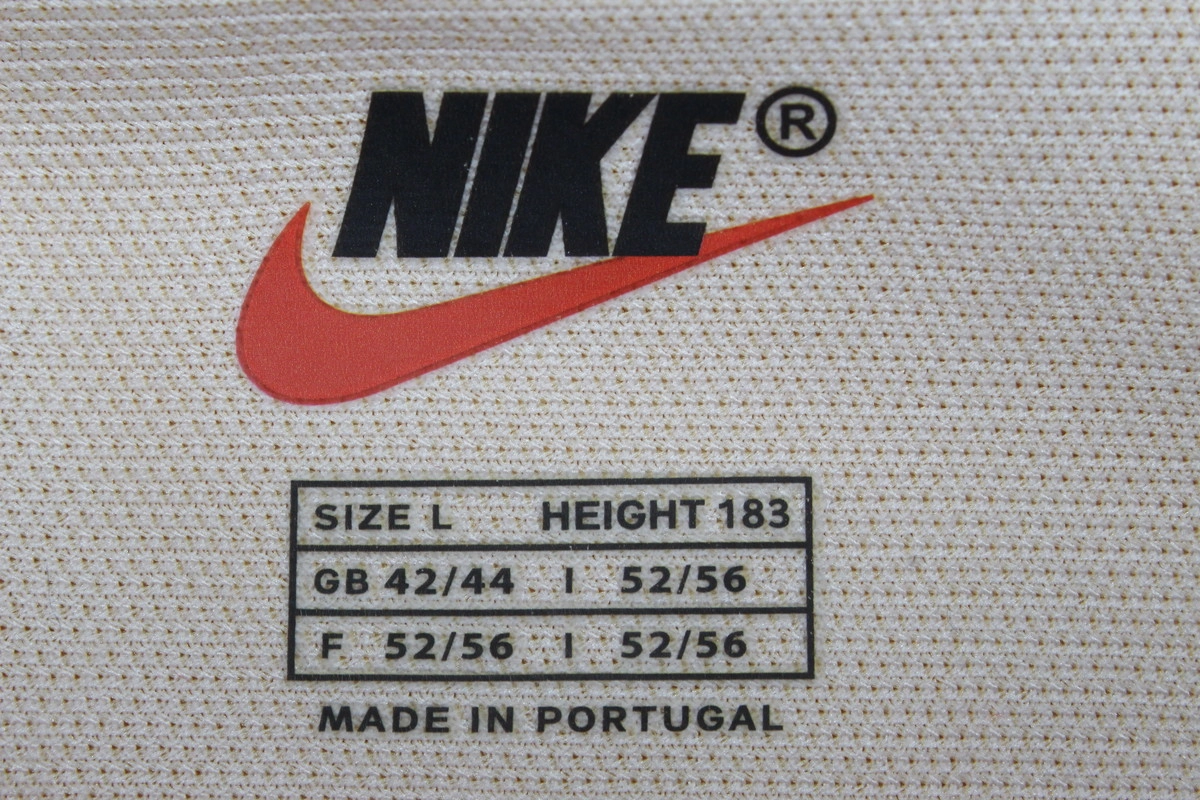 NIKE®
SIZE L HEIGHT 183
GB 42/44 I 52/56
F 52/56 I 52/56
MADE IN PORTUGAL